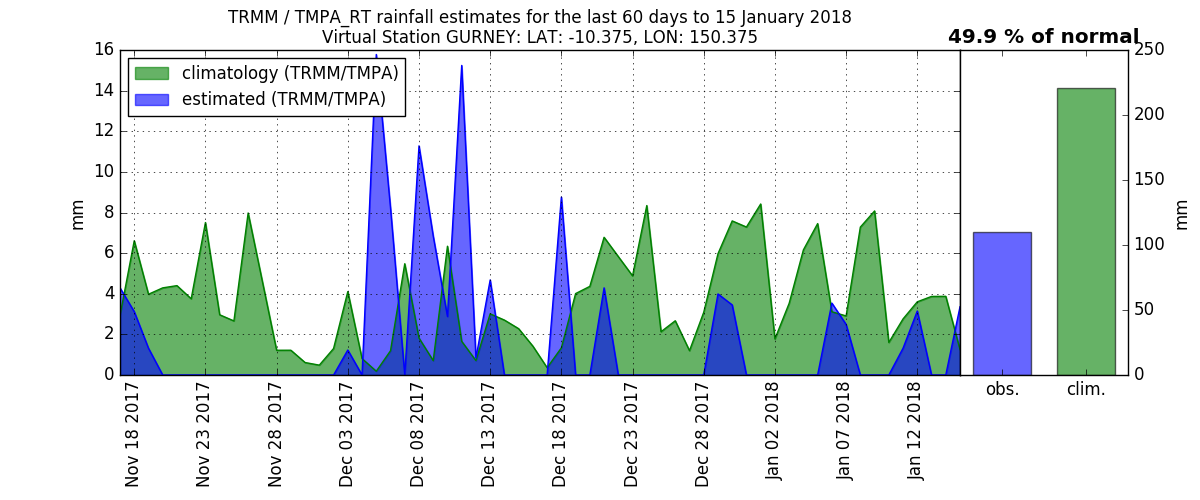 TRMM / TMPA_RT rainfall estimates for the last 60 days to 15 January 2018
Virtual Station GURNEY: LAT: -10.375, LON: 150.375
49.9 % of normal
climatology (TRMM/TMPA)
estimated (TRMM/TMPA)
mm
16
14
12
10
8
6
4
2
0
Nov 18 2017
Nov 23 2017
Nov 28 2017
Dec 03 2017
Dec 08 2017
Dec 13 2017
Dec 18 2017
Dec 23 2017
Dec 28 2017
Jan 02 2018
Jan 07 2018
Jan 12 2018
obs.
clim.
250
200
150
100
50
0
mm